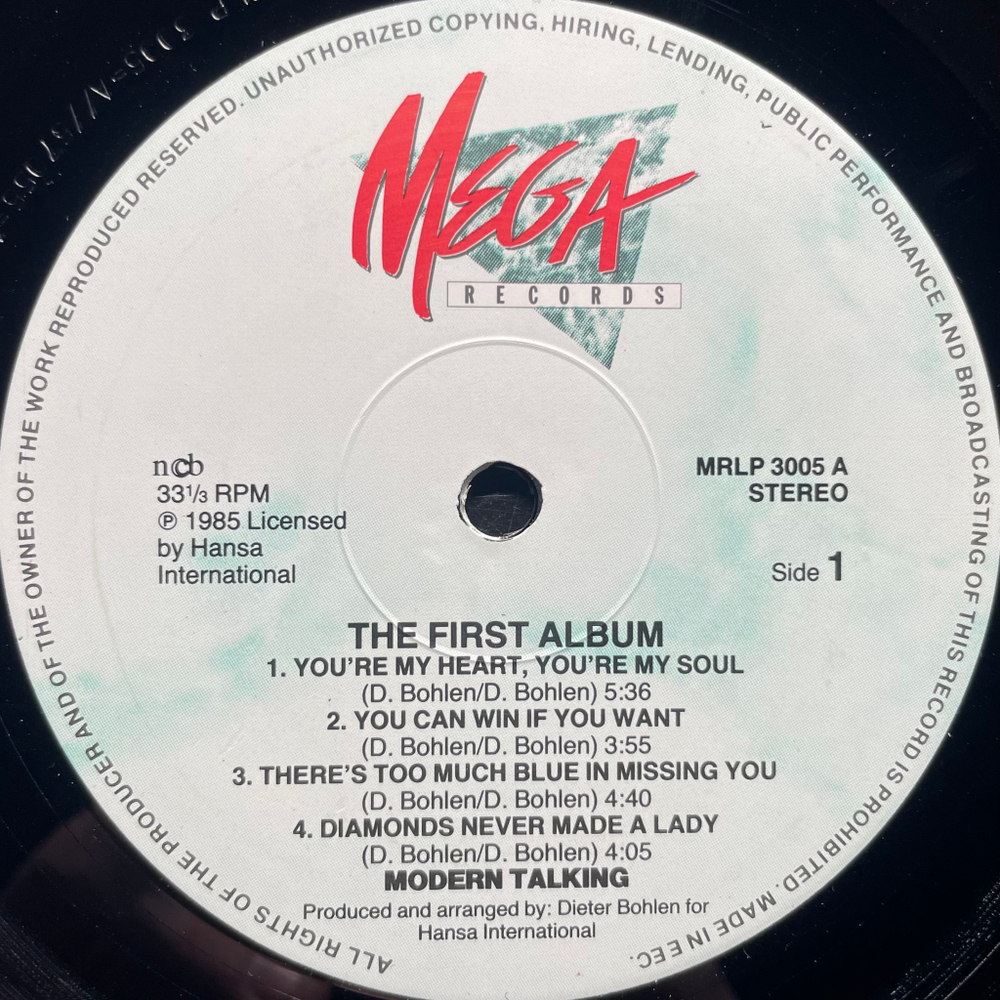 ALL RIGHTS OF THE PRODUCER AND OF THE OWNER OF THE WORK REPRODUCED RESERVED. UNAUTHORIZED COPYING. HIRING, LENDING, PUBLIC PERFORMANCE AND BROADCASTING OF THIS RECORD IS PROHIBITED. MADE IN EEC.
MEGA
RECORDS
ncb
33⅓ RPM
℗ 1985 Licensed
by Hansa
International
MRLP 3005 A
STEREO
Side 1
THE FIRST ALBUM
1. YOU'RE MY HEART, YOU'RE MY SOUL
(D. Bohlen/D. Bohlen) 5:36
2. YOU CAN WIN IF YOU WANT
(D. Bohlen/D. Bohlen) 3:55
3. THERE'S TOO MUCH BLUE IN MISSING YOU
(D. Bohlen/D. Bohlen) 4:40
4. DIAMONDS NEVER MADE A LADY
(D. Bohlen/D. Bohlen) 4:05
MODERN TALKING
Produced and arranged by: Dieter Bohlen for
Hansa International